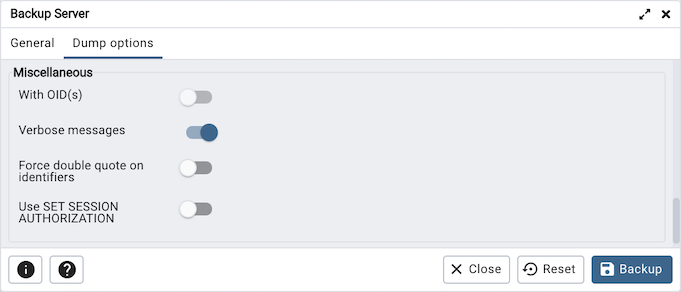 Backup Server
General Dump options
Miscellaneous
With OID(s)
Verbose messages
Force double quote on
identifiers
Use SET SESSION
AUTHORIZATION
Close Reset Backup